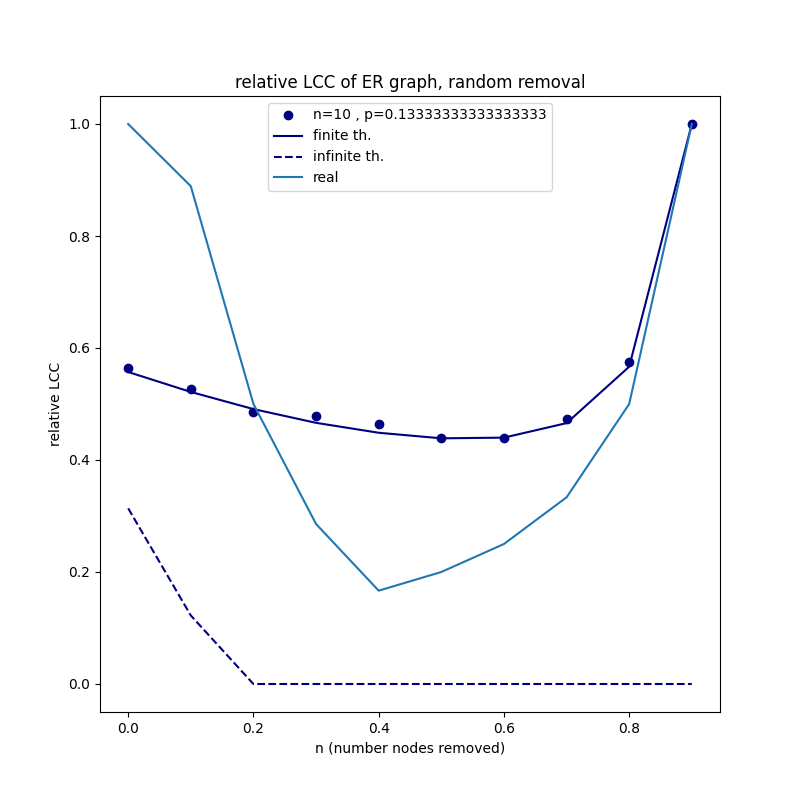 relative LCC of ER graph, random removal
n=10 , p=0.13333333333333333
finite th.
infinite th.
real
relative LCC
1.0
0.8
0.6
0.4
0.2
0.0
0.0 0.2 0.4 0.6 0.8
n (number nodes removed)